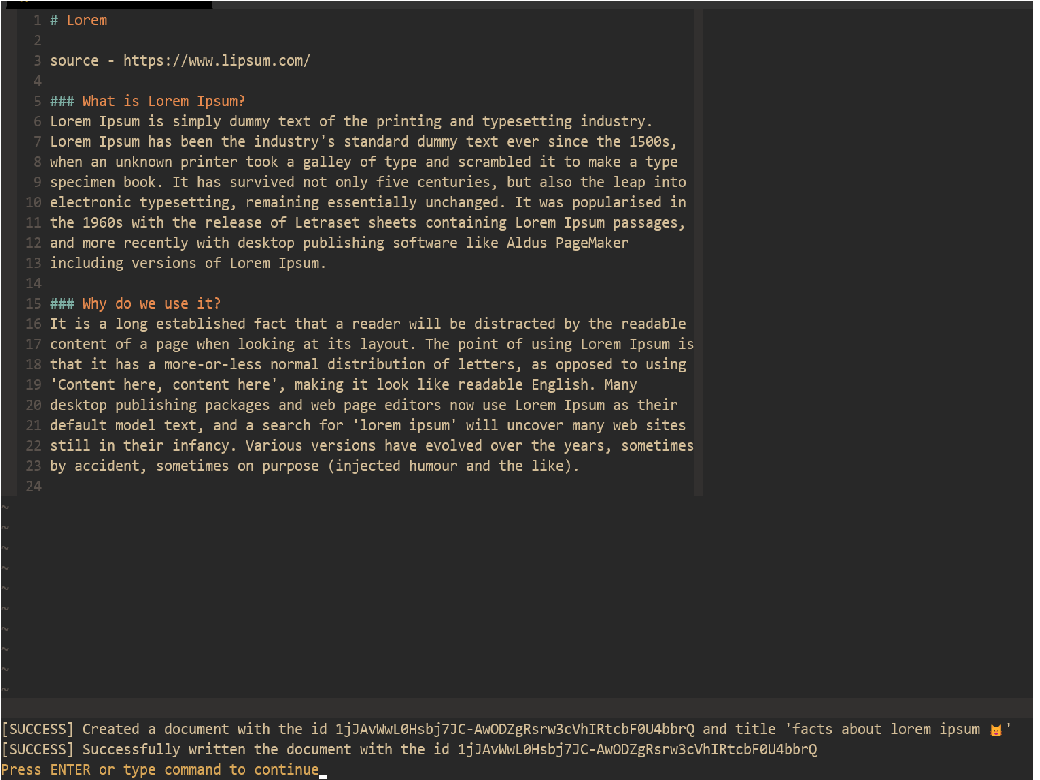 1 # Lorem
2
3 source - https://www.lipsum.com/
4
5 ### What is Lorem Ipsum?
6 Lorem Ipsum is simply dummy text of the printing and typesetting industry.
7 Lorem Ipsum has been the industry's standard dummy text ever since the 1500s,
8 when an unknown printer took a galley of type and scrambled it to make a type
9 specimen book. It has survived not only five centuries, but also the leap into
10 electronic typesetting, remaining essentially unchanged. It was popularised in
11 the 1960s with the release of Letraset sheets containing Lorem Ipsum passages,
12 and more recently with desktop publishing software like Aldus PageMaker
13 including versions of Lorem Ipsum.
14
15 ### Why do we use it?
16 It is a long established fact that a reader will be distracted by the readable
17 content of a page when looking at its layout. The point of using Lorem Ipsum is
18 that it has a more-or-less normal distribution of letters, as opposed to using
19 'Content here, content here', making it look like readable English. Many
20 desktop publishing packages and web page editors now use Lorem Ipsum as their
21 default model text, and a search for 'lorem ipsum' will uncover many web sites
22 still in their infancy. Various versions have evolved over the years, sometimes
23 by accident, sometimes on purpose (injected humour and the like).
24
~
~
~
~
~
~
~
~
~
~
[SUCCESS] Created a document with the id 1jJAvWwL0Hsbj7JC-AwODZgRsrw3cVhIRtcbF0U4bbrQ and title 'facts about lorem ipsum 🐱'
[SUCCESS] Successfully written the document with the id 1jJAvWwL0Hsbj7JC-AwODZgRsrw3cVhIRtcbF0U4bbrQ
Press ENTER or type command to continue